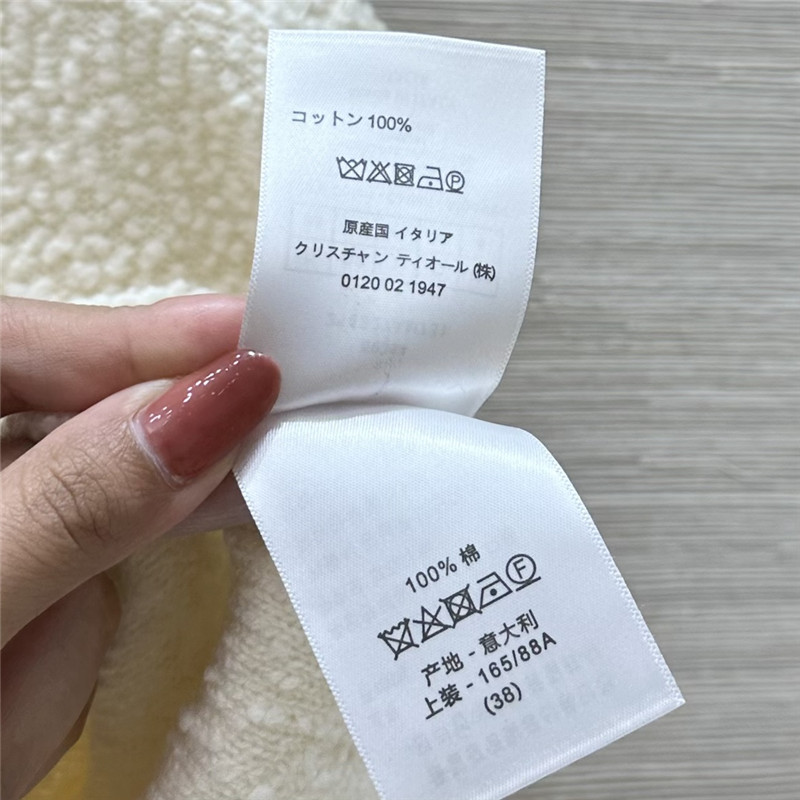 コットン 100%
P
原産国 イタリア
クリスチャン ディオール (株)
0120 02 1947
100% 棉
F
产地 - 意大利
上装 - 165/88A
(38)